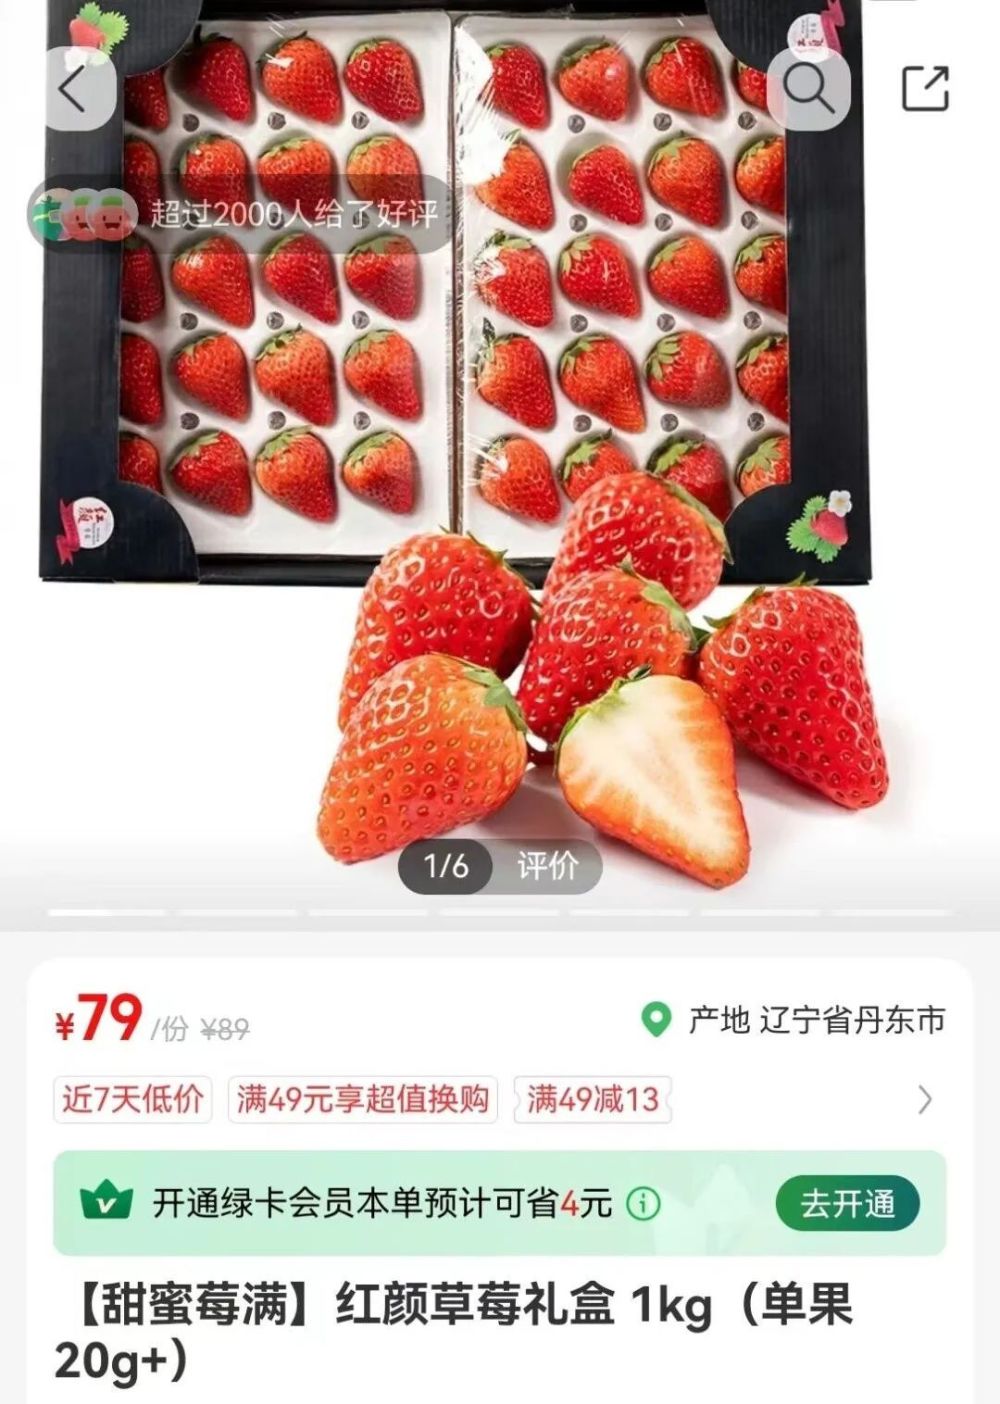 超过2000人给了好评
1/6 评价
¥79/份 ¥89
产地 辽宁省丹东市
近7天低价 满49元享超值换购 满49减13
开通绿卡会员本单预计可省4元 去开通
【甜蜜莓满】红颜草莓礼盒 1kg（单果
20g+）